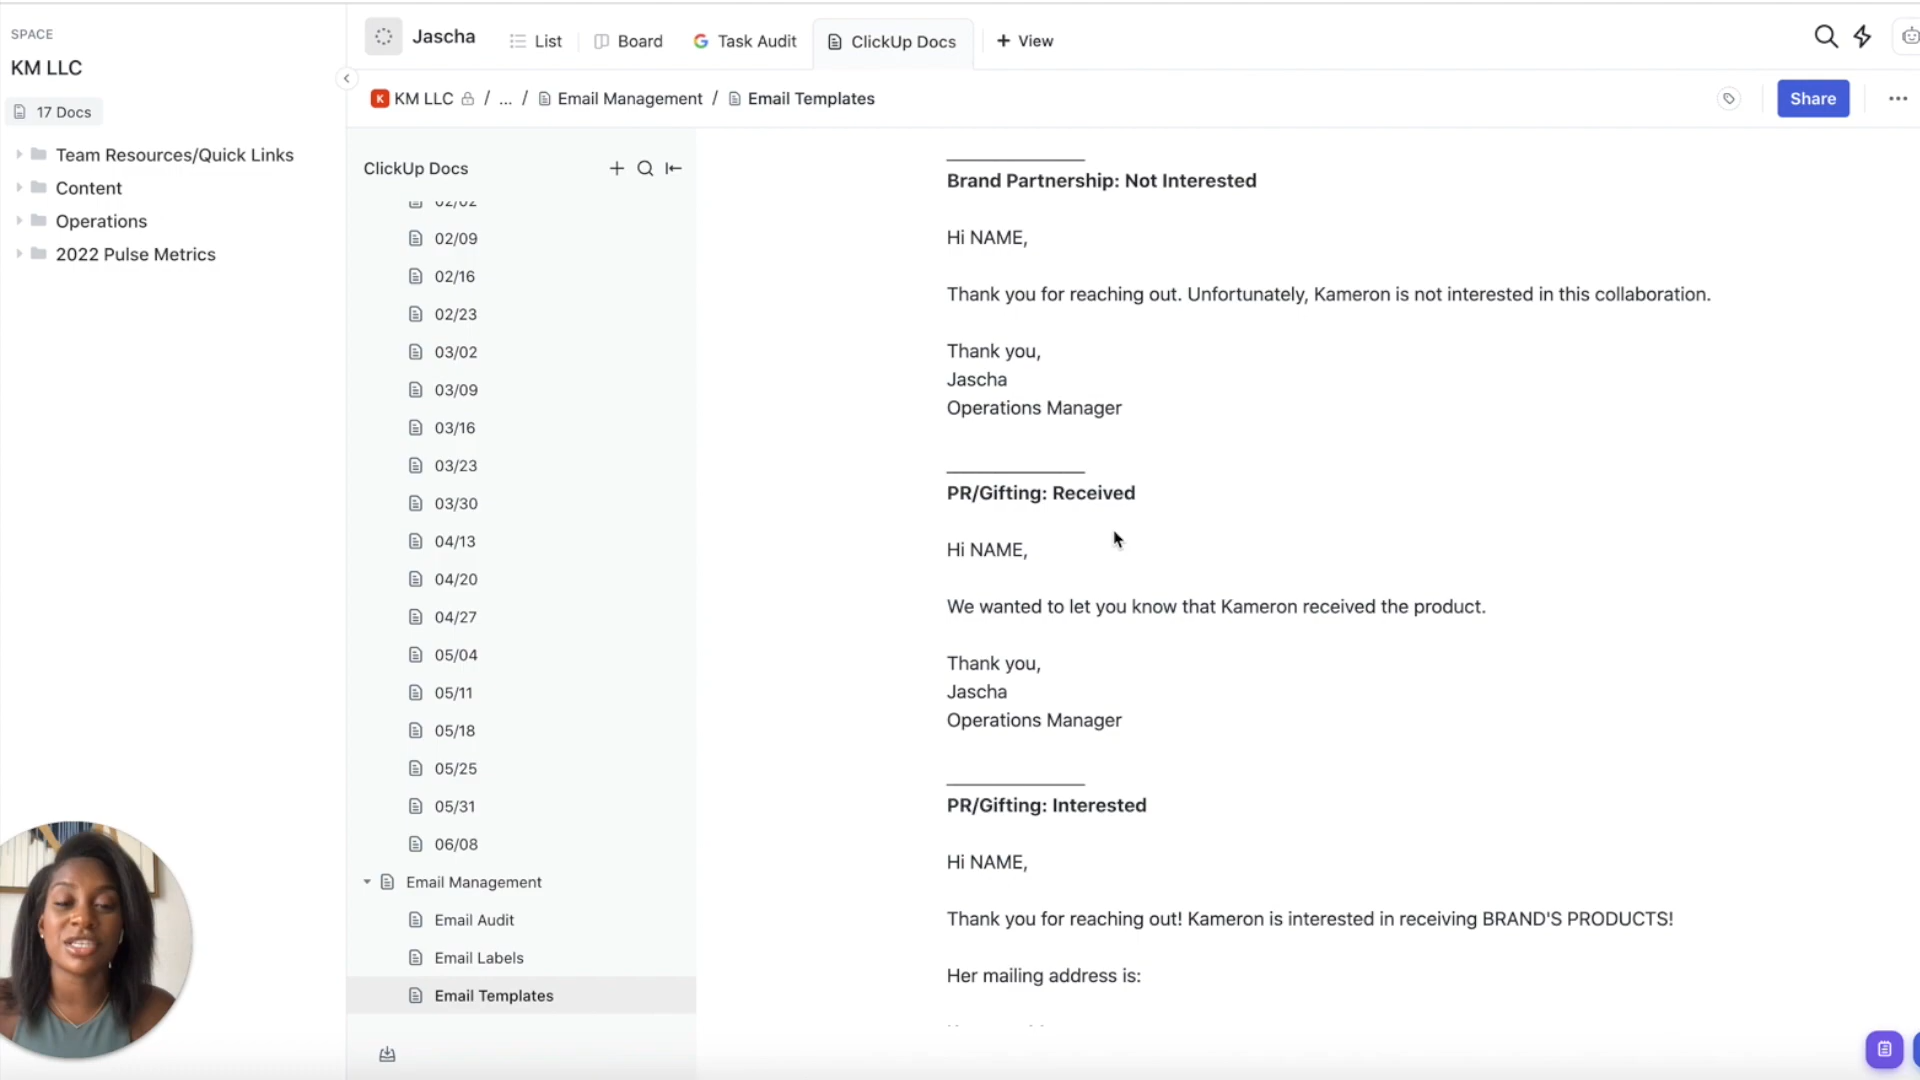 SPACE
KM LLC
17 Docs
Team Resources/Quick Links
Content
Operations
2022 Pulse Metrics
Jascha
List
Board
Task Audit
ClickUp Docs
+ View
K KM LLC / ... / Email Management / Email Templates
Share
ClickUp Docs
02/02
02/09
02/16
02/23
03/02
03/09
03/16
03/23
03/30
04/13
04/20
04/27
05/04
05/11
05/18
05/25
05/31
06/08
Email Management
Email Audit
Email Labels
Email Templates
Brand Partnership: Not Interested
Hi NAME,
Thank you for reaching out. Unfortunately, Kameron is not interested in this collaboration.
Thank you,
Jascha
Operations Manager
PR/Gifting: Received
Hi NAME,
We wanted to let you know that Kameron received the product.
Thank you,
Jascha
Operations Manager
PR/Gifting: Interested
Hi NAME,
Thank you for reaching out! Kameron is interested in receiving BRAND'S PRODUCTS!
Her mailing address is: